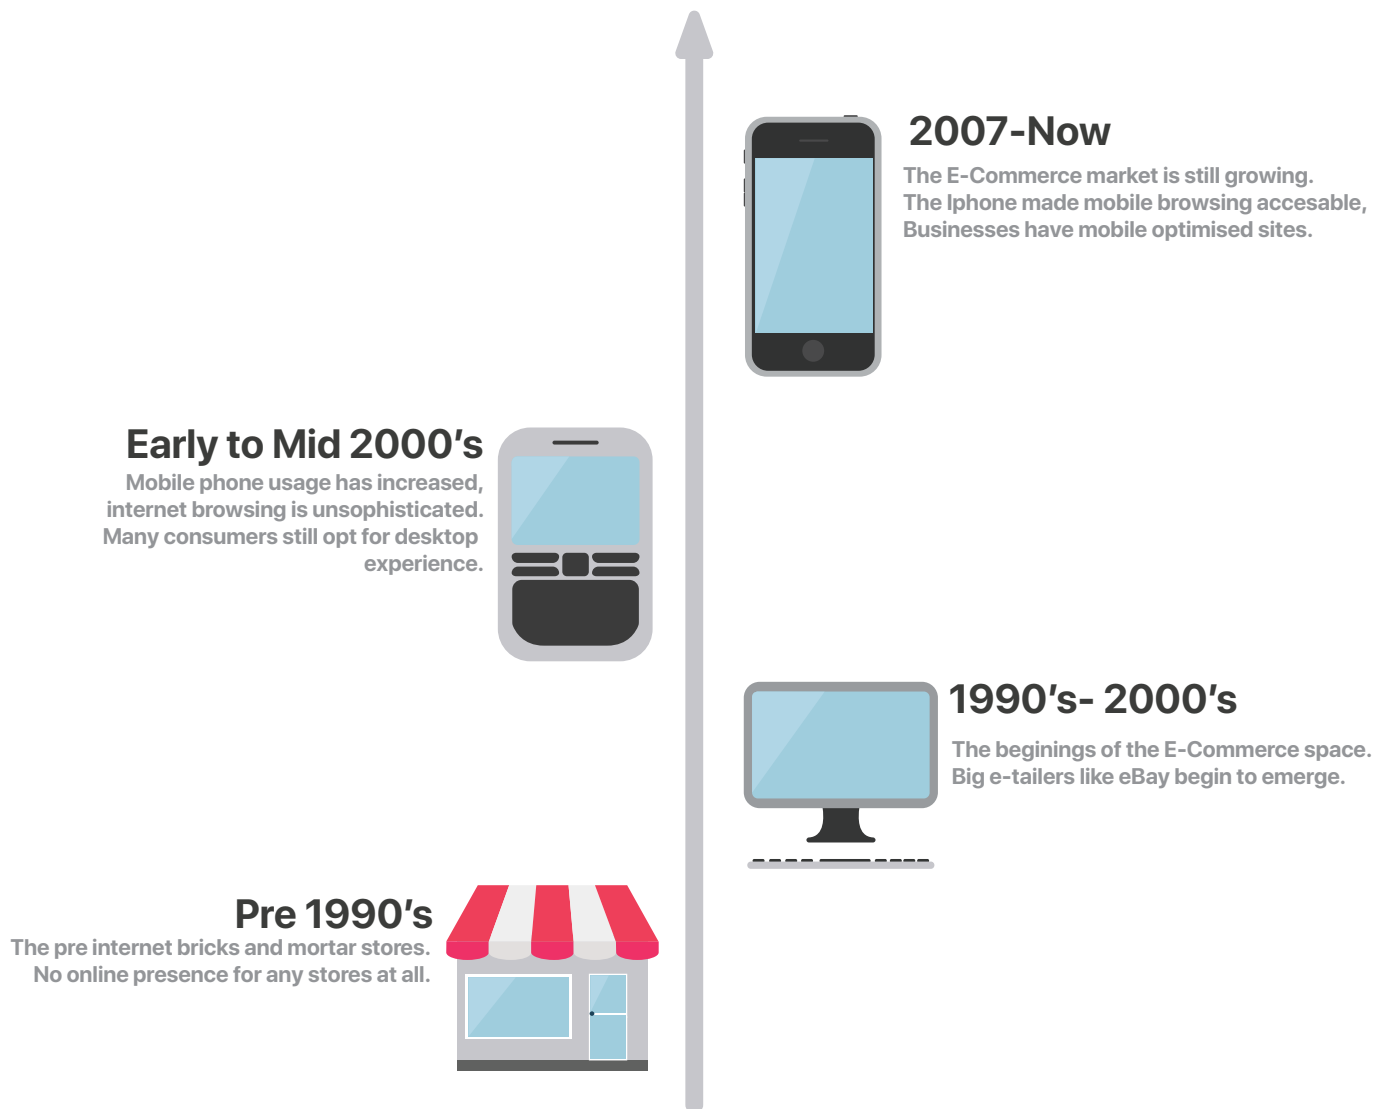 2007-Now
The E-Commerce market is still growing.
The Iphone made mobile browsing accesable,
Businesses have mobile optimised sites.
Early to Mid 2000's
Mobile phone usage has increased,
internet browsing is unsophisticated.
Many consumers still opt for desktop
experience.
1990's- 2000's
The beginings of the E-Commerce space.
Big e-tailers like eBay begin to emerge.
Pre 1990's
The pre internet bricks and mortar stores.
No online presence for any stores at all.